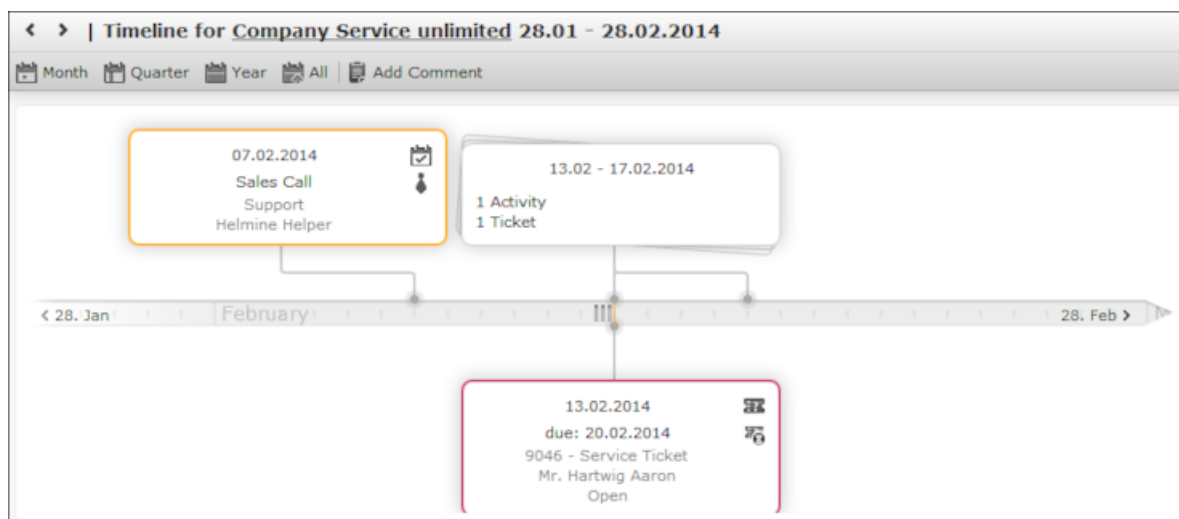 | Timeline for Company Service unlimited 28.01 - 28.02.2014
Month Quarter Year All Add Comment
07.02.2014
Sales Call
Support
Helmine Helper
13.02 - 17.02.2014
1 Activity
1 Ticket
< 28. Jan February 28. Feb >
13.02.2014
due: 20.02.2014
9046 - Service Ticket
Mr. Hartwig Aaron
Open